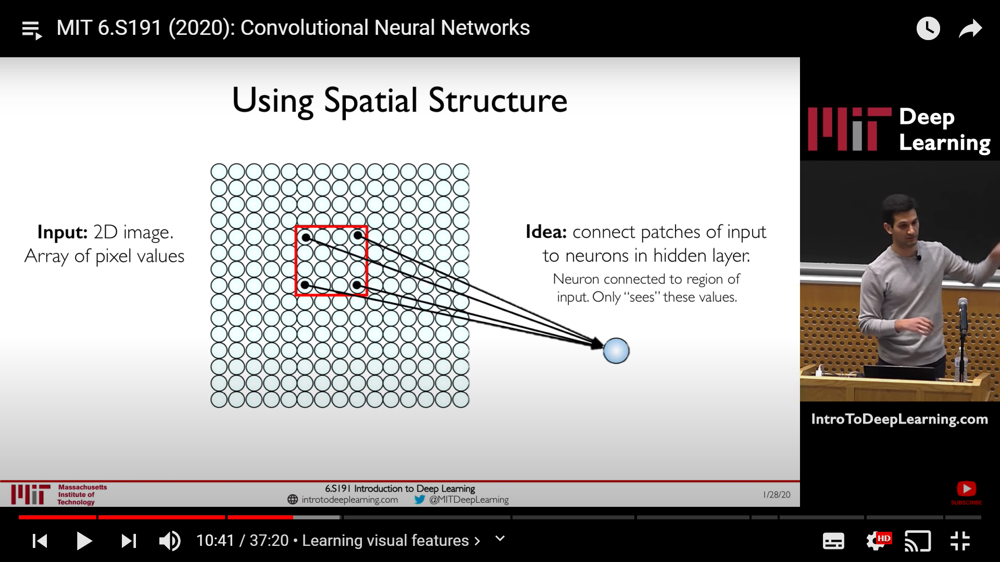 MIT 6.S191 (2020): Convolutional Neural Networks
Using Spatial Structure
Input: 2D image.
Array of pixel values
Idea: connect patches of input
to neurons in hidden layer.
Neuron connected to region of
input. Only “sees” these values.
MIT Deep
Learning
IntroToDeepLearning.com
SUBSCRIBE
MIT
Massachusetts
Institute of
Technology
6.S191 Introduction to Deep Learning
introtodeeplearning.com @MITDeepLearning
1/28/20
10:41 / 37:20 • Learning visual features
HD